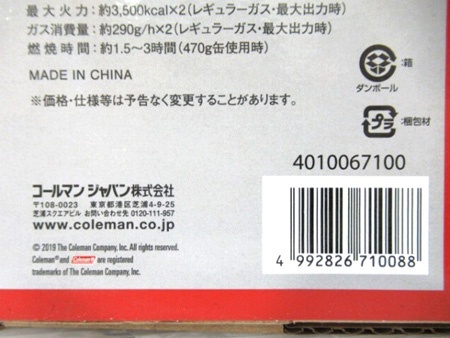 最大火力：約3,500kcal×2（レギュラーガス・最大出力時）
ガス消費量：約290g/h×2（レギュラーガス・最大出力時）
燃焼時間：約1.5～3時間（470g缶使用時）
MADE IN CHINA
※価格・仕様等は予告なく変更することがあります。
：箱
ダンボール
プラ
：梱包材
4010067100
コールマン ジャパン株式会社
〒108-0023 東京都港区芝浦4-9-25
芝浦スクエアビル お問い合わせ先 0120-111-957
www.coleman.co.jp
© 2019 The Coleman Company, Inc. All rights reserved.
Coleman® and Coleman® are registered
trademarks of The Coleman Company, Inc.
4 992826 710088